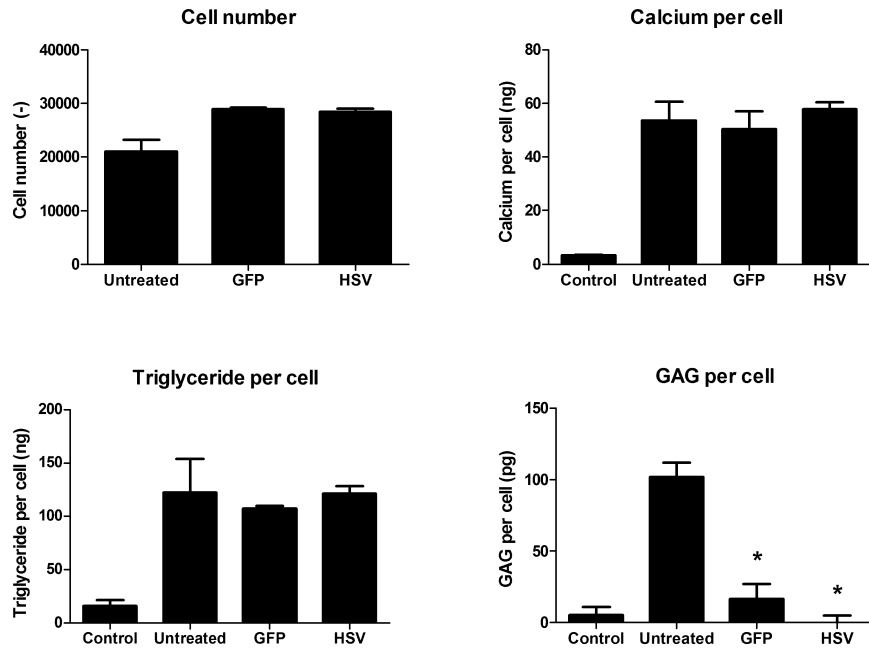 Cell number
Cell number (-)
40000
30000
20000
10000
0
Untreated GFP HSV
Calcium per cell
Calcium per cell (ng)
80
60
40
20
0
Control Untreated GFP HSV
Triglyceride per cell
Triglyceride per cell (ng)
200
150
100
50
0
Control Untreated GFP HSV
GAG per cell
GAG per cell (pg)
150
100
50
0
* *
Control Untreated GFP HSV